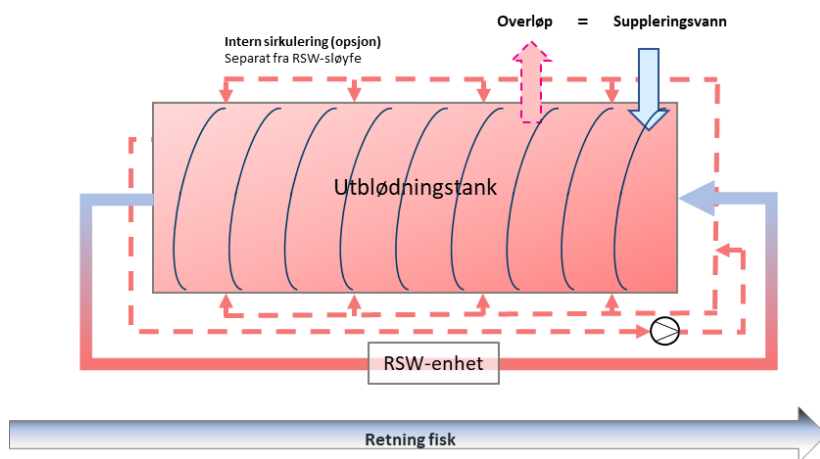 Overløp = Suppleringsvann
Intern sirkulering (opsjon)
Separat fra RSW-sløyfe
Utblødningstank
RSW-enhet
Retning fisk